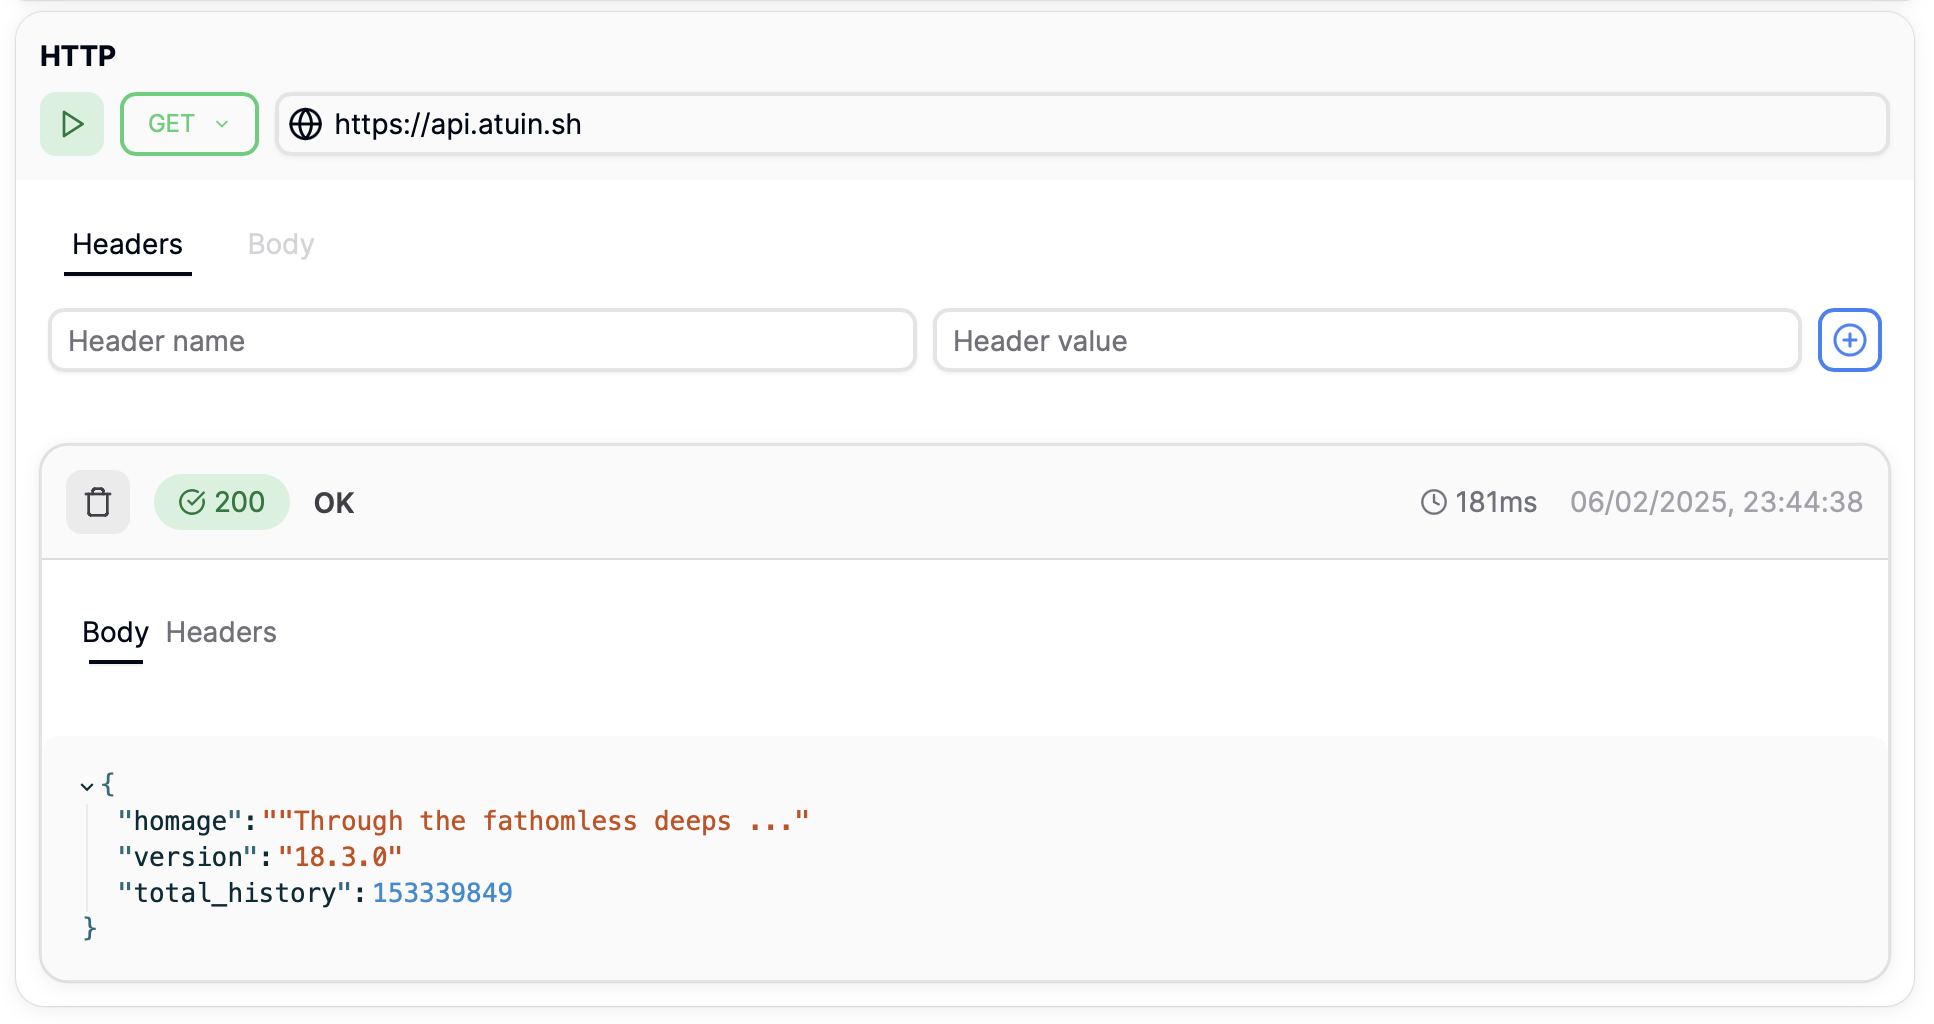 HTTP
GET https://api.atuin.sh
Headers Body
Header name Header value
200 OK 181ms 06/02/2025, 23:44:38
Body Headers
{
"homage":""Through the fathomless deeps ..."
"version":"18.3.0"
"total_history":153339849
}